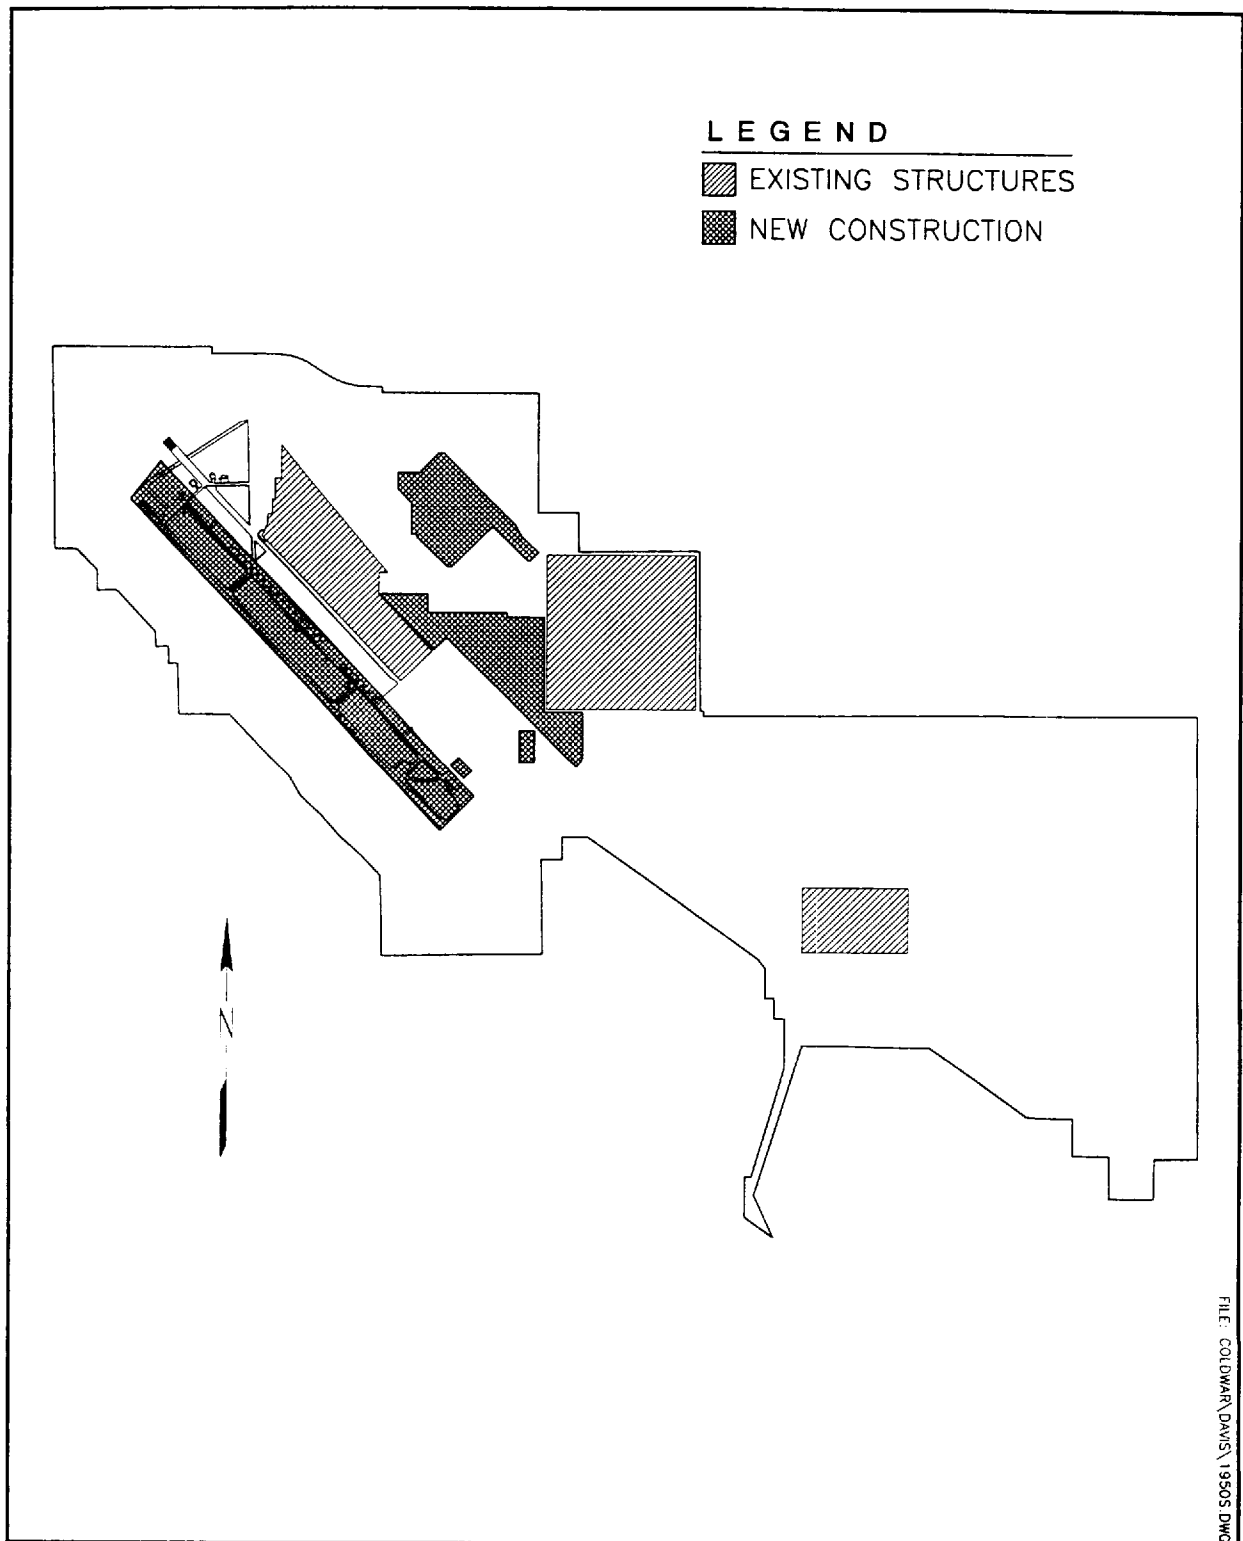 LEGEND
EXISTING STRUCTURES
NEW CONSTRUCTION
N
FILE: COLDWAR\DAVIS\1950S.DWG